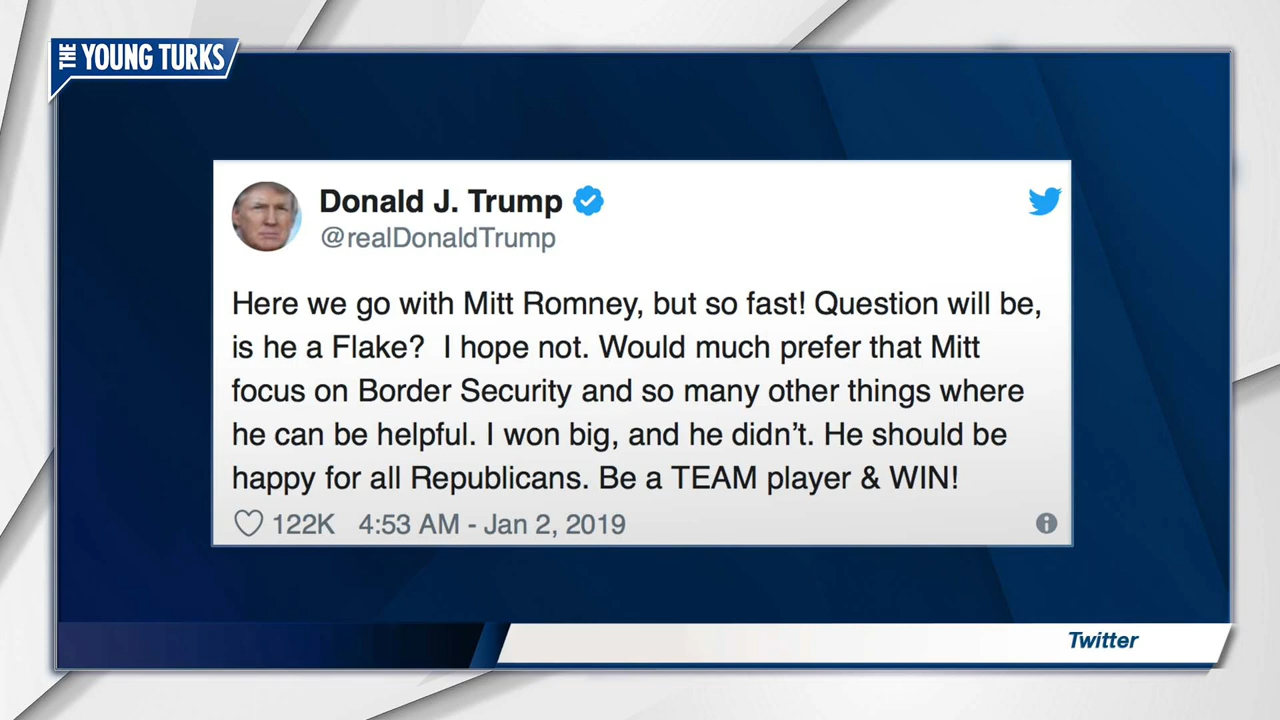 THE YOUNG TURKS
Donald J. Trump
@realDonaldTrump
Here we go with Mitt Romney, but so fast! Question will be,
is he a Flake?  I hope not. Would much prefer that Mitt
focus on Border Security and so many other things where
he can be helpful. I won big, and he didn’t. He should be
happy for all Republicans. Be a TEAM player & WIN!
122K 4:53 AM - Jan 2, 2019
Twitter